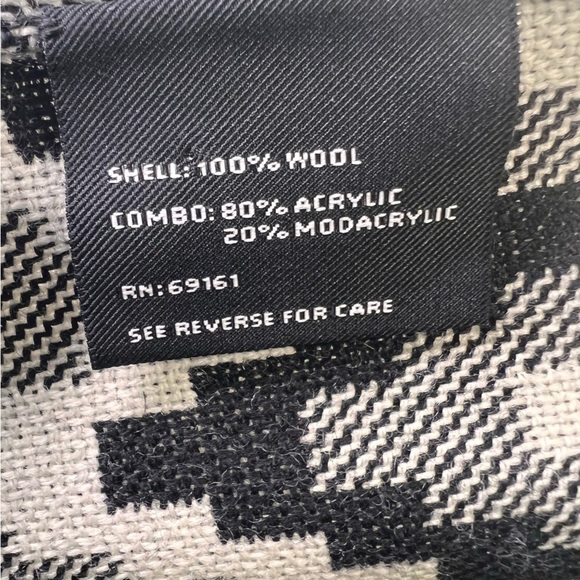 SHELL: 100% WOOL
COMBO: 80% ACRYLIC
20% MODACRYLIC
RN: 69161
SEE REVERSE FOR CARE